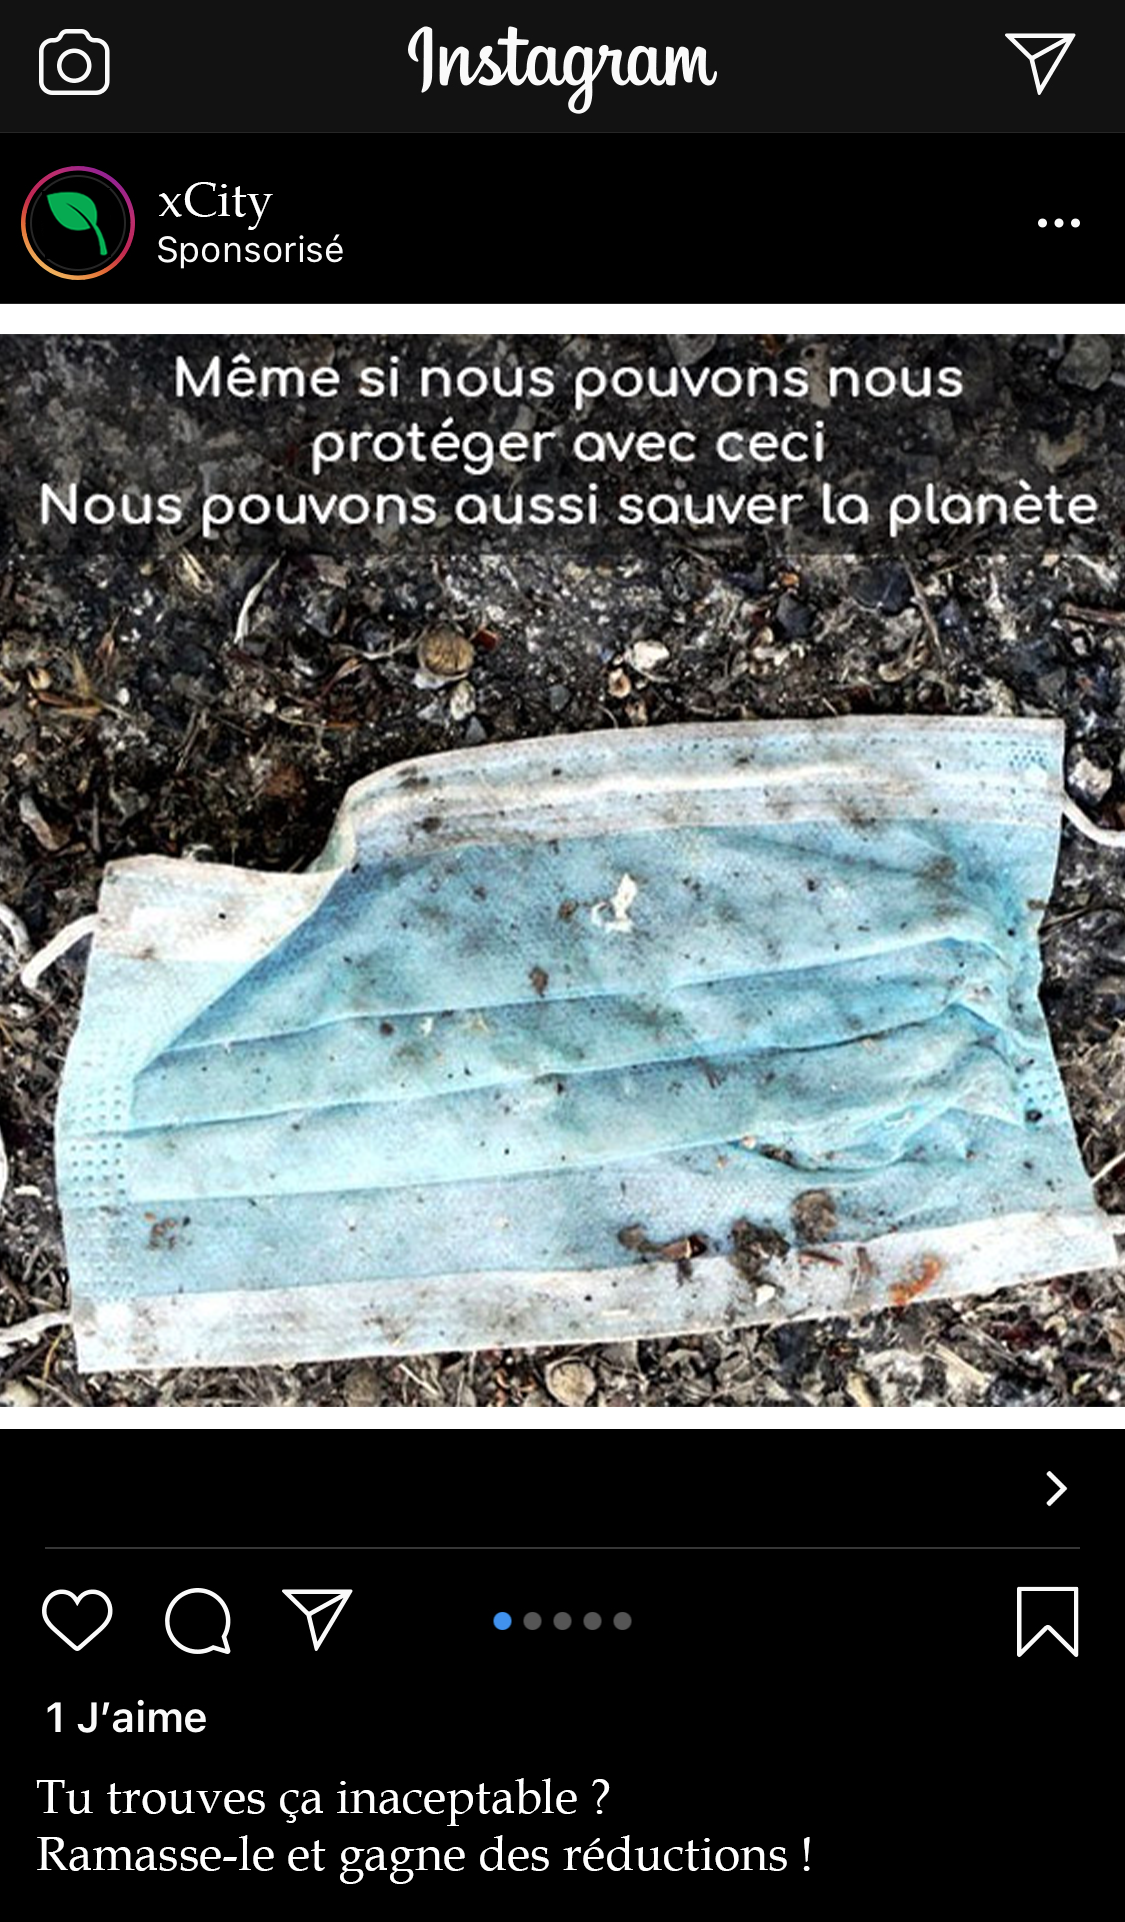 Instagram
xCity
Sponsorisé
Même si nous pouvons nous
protéger avec ceci
Nous pouvons aussi sauver la planète
1 J’aime
Tu trouves ça inaceptable ?
Ramasse-le et gagne des réductions !